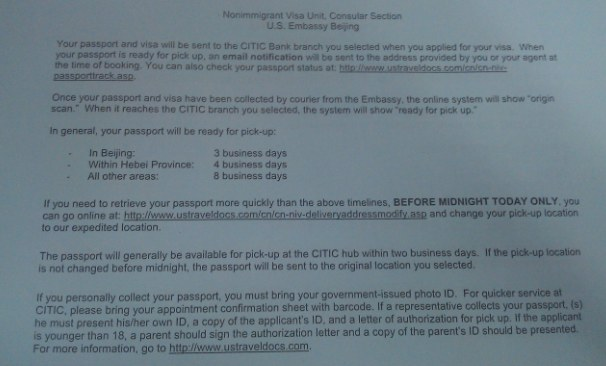 Nonimmigrant Visa Unit, Consular Section
U.S. Embassy Beijing
Your passport and visa will be sent to the CITIC Bank branch you selected when you applied for your visa. When
your passport is ready for pick up, an email notification will be sent to the address provided by you or your agent at
the time of booking. You can also check your passport status at: http://www.ustraveldocs.com/cn/cn-niv-
passporttrack.asp.
Once your passport and visa have been collected by courier from the Embassy, the online system will show "origin
scan." When it reaches the CITIC branch you selected, the system will show "ready for pick up."
In general, your passport will be ready for pick-up:
- In Beijing: 3 business days
- Within Hebei Province: 4 business days
- All other areas: 8 business days
If you need to retrieve your passport more quickly than the above timelines, BEFORE MIDNIGHT TODAY ONLY, you
can go online at: http://www.ustraveldocs.com/cn/cn-niv-deliveryaddressmodify.asp and change your pick-up location
to our expedited location.
The passport will generally be available for pick-up at the CITIC hub within two business days. If the pick-up location
is not changed before midnight, the passport will be sent to the original location you selected.
If you personally collect your passport, you must bring your government-issued photo ID. For quicker service at
CITIC, please bring your appointment confirmation sheet with barcode. If a representative collects your passport, (s)
he must present his/her own ID, a copy of the applicant's ID, and a letter of authorization for pick up. If the applicant
is younger than 18, a parent should sign the authorization letter and a copy of the parent's ID should be presented.
For more information, go to http://www.ustraveldocs.com.